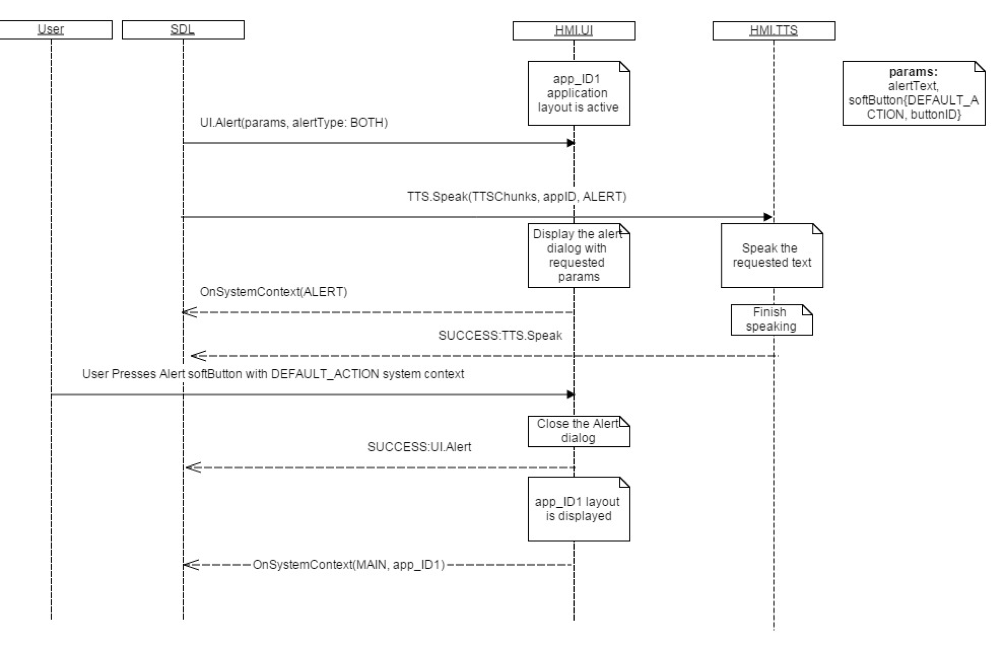 User
SDL
HMI.UI
HMI.TTS
app_ID1
application
layout is active
params:
alertText,
softButton{DEFAULT_A
CTION, buttonID}
UI.Alert(params, alertType: BOTH)
TTS.Speak(TTSChunks, appID, ALERT)
Display the alert
dialog with
requested
params
Speak the
requested text
OnSystemContext(ALERT)
Finish
speaking
SUCCESS:TTS.Speak
User Presses Alert softButton with DEFAULT_ACTION system context
Close the Alert
dialog
SUCCESS:UI.Alert
app_ID1 layout
is displayed
OnSystemContext(MAIN, app_ID1)